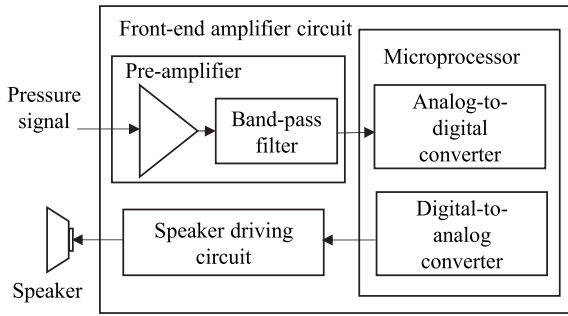 Front-end amplifier circuit
Pre-amplifier
Microprocessor
Pressure
signal
Band-pass
filter
Analog-to-
digital
converter
Speaker driving
circuit
Digital-to-
analog
converter
Speaker